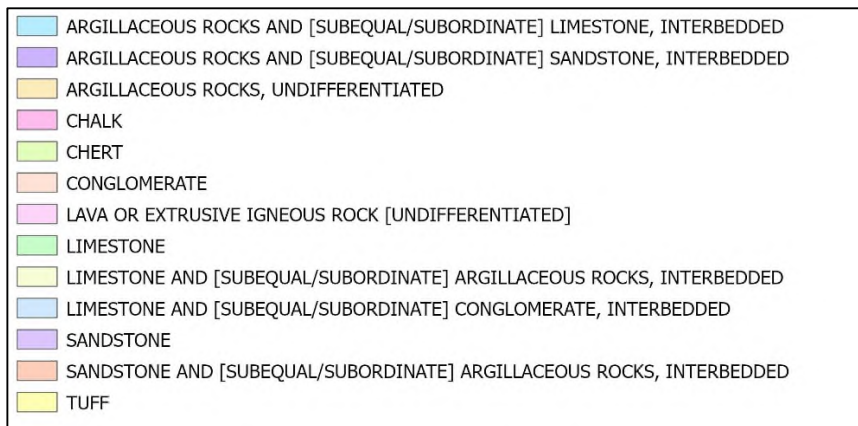 ARGILLACEOUS ROCKS AND [SUBEQUAL/SUBORDINATE] LIMESTONE, INTERBEDDED
ARGILLACEOUS ROCKS AND [SUBEQUAL/SUBORDINATE] SANDSTONE, INTERBEDDED
ARGILLACEOUS ROCKS, UNDIFFERENTIATED
CHALK
CHERT
CONGLOMERATE
LAVA OR EXTRUSIVE IGNEOUS ROCK [UNDIFFERENTIATED]
LIMESTONE
LIMESTONE AND [SUBEQUAL/SUBORDINATE] ARGILLACEOUS ROCKS, INTERBEDDED
LIMESTONE AND [SUBEQUAL/SUBORDINATE] CONGLOMERATE, INTERBEDDED
SANDSTONE
SANDSTONE AND [SUBEQUAL/SUBORDINATE] ARGILLACEOUS ROCKS, INTERBEDDED
TUFF